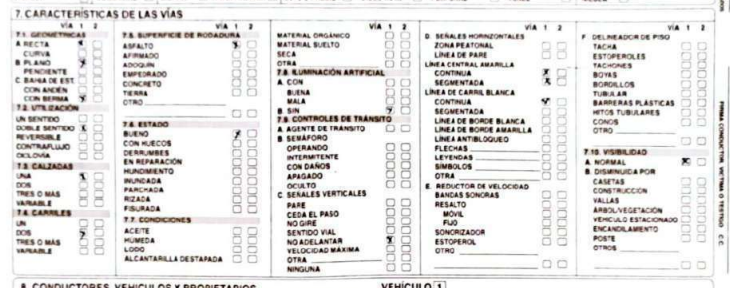 7. CARACTERÍSTICAS DE LAS VÍAS
VÍA 1 2
7.1. GEOMÉTRICAS
A RECTA
CURVA
B PLANO
PENDIENTE
C BAHIA DE EST.
CON ANDÉN
CON BERMA
7.2. UTILIZACIÓN
UN SENTIDO
DOBLE SENTIDO X
REVERSIBLE
CONTRAFLUJO
CICLOVÍA
7.3. CALZADAS
UNA
DOS
TRES O MÁS
VARIABLE
7.4. CARRILES
UN
DOS
TRES O MÁS
VARIABLE
VÍA 1 2
7.5. SUPERFICIE DE RODADURA
ASFALTO
AFIRMADO
ADOQUÍN
EMPEDRADO
CONCRETO
TIERRA
OTRO
7.6. ESTADO
BUENO
CON HUECOS
DERRUMBES
EN REPARACIÓN
HUNDIMIENTO
INUNDADA
PARCHADA
RIZADA
FISURADA
7.7. CONDICIONES
ACEITE
HÚMEDA
LODO
ALCANTARILLA DESTAPADA
VÍA 1 2
MATERIAL ORGÁNICO
MATERIAL SUELTO
SECA
OTRA
7.8. ILUMINACIÓN ARTIFICIAL
A. CON
BUENA
MALA
B SIN
7.9. CONTROLES DE TRÁNSITO
A AGENTE DE TRÁNSITO
B SEMÁFORO
OPERANDO
INTERMITENTE
CON DAÑOS
APAGADO
OCULTO
C SEÑALES VERTICALES
PARE
CEDA EL PASO
NO GIRE
SENTIDO VIAL
NO ADELANTAR X
VELOCIDAD MÁXIMA
OTRA
NINGUNA
VÍA 1 2
D. SEÑALES HORIZONTALES
ZONA PEATONAL
LÍNEA DE PARE
LÍNEA CENTRAL AMARILLA
CONTINUA X
SEGMENTADA X
LÍNEA DE CARRIL BLANCA
CONTINUA
SEGMENTADA
LÍNEA DE BORDE BLANCA
LÍNEA DE BORDE AMARILLA
LÍNEA ANTIBLOQUEO
FLECHAS
LEYENDAS
SÍMBOLOS
OTRA
E. REDUCTOR DE VELOCIDAD
BANDAS SONORAS
RESALTO
MÓVIL
FIJO
SONORIZADOR
ESTOPEROL
OTRO
VÍA 1 2
F DELINEADOR DE PISO
TACHA
ESTOPEROLES
TACHONES
BOYAS
BORDILLOS
TUBULAR
BARRERAS PLÁSTICAS
HITOS TUBULARES
CONOS
OTRO
7.10. VISIBILIDAD
A. NORMAL X
B. DISMINUIDA POR
CASETAS
CONSTRUCCIÓN
VALLAS
ÁRBOL/VEGETACIÓN
VEHÍCULO ESTACIONADO
ENCANDILAMIENTO
POSTE
OTROS
8. CONDUCTORES, VEHÍCULOS Y PROPIETARIOS
VEHÍCULO 1
FIRMA CONDUCTOR, VÍCTIMA O TESTIGO C.C.